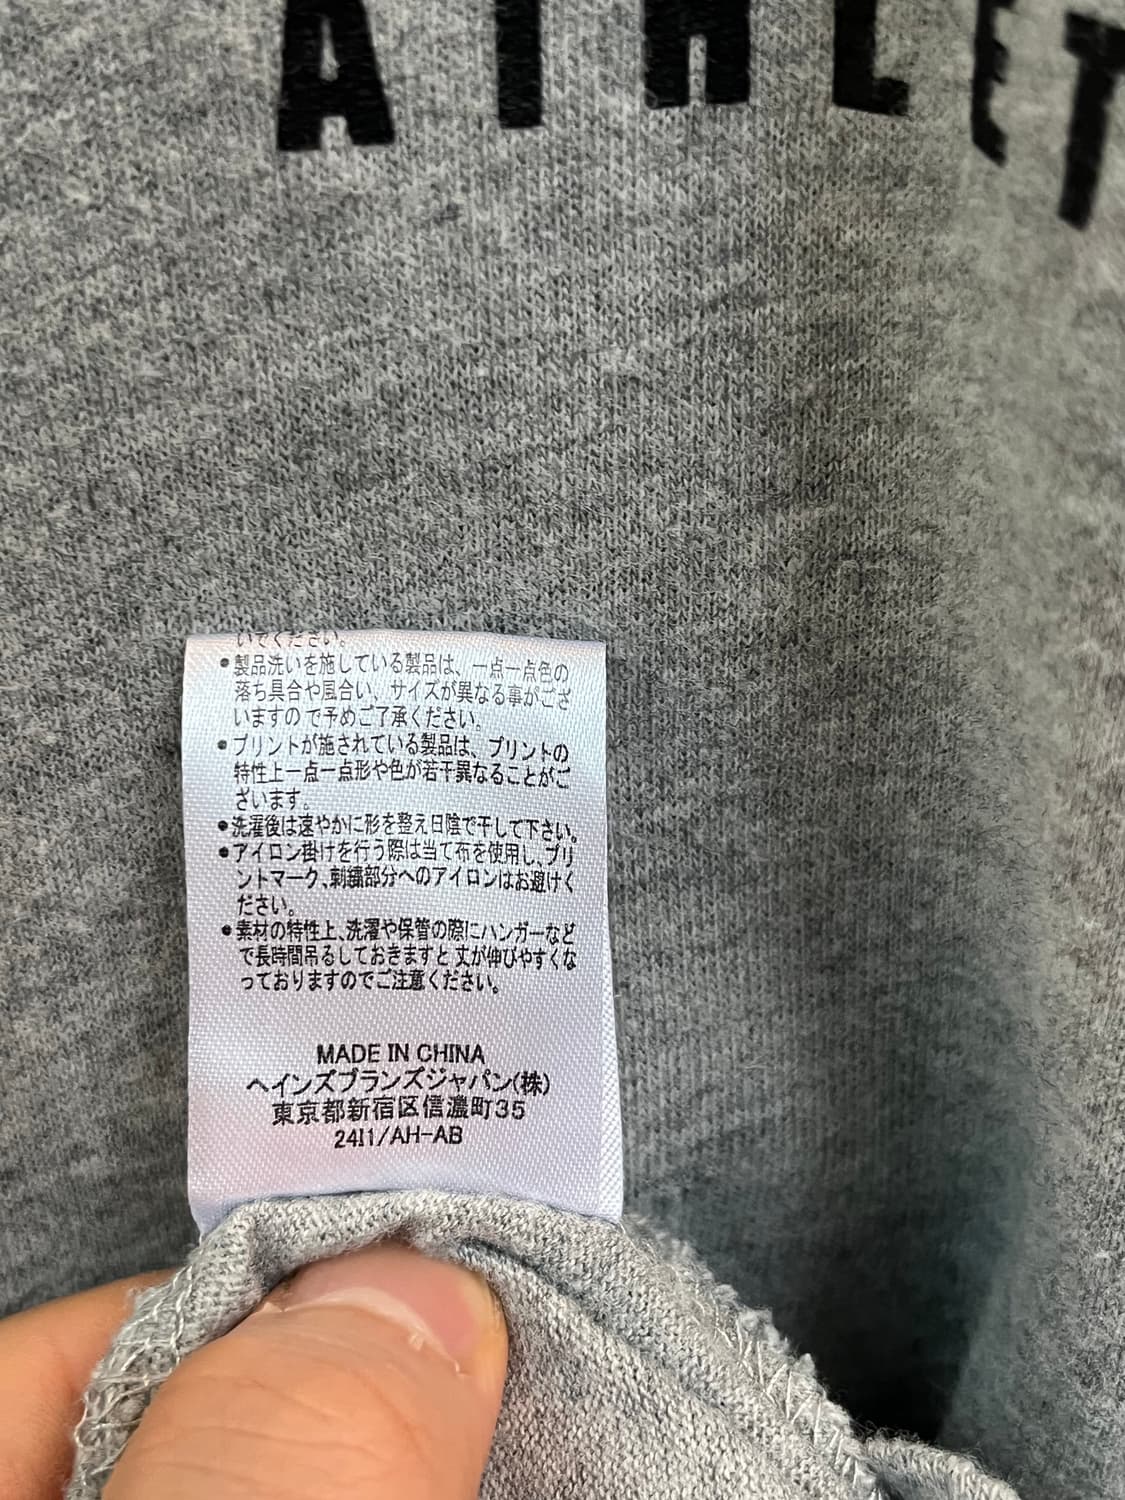 ATHLET
いでください。
●製品洗いを施している製品は、一点一点色の
落ち具合や風合い、サイズが異なる事がござ
いますので予めご了承ください。
●プリントが施されている製品は、プリントの
特性上一点一点形や色が若干異なることがご
ざいます。
●洗濯後は速やかに形を整え日陰で干して下さい。
●アイロン掛けを行う際は当て布を使用し、プリ
ントマーク、刺繍部分へのアイロンはお避けく
ださい。
●素材の特性上、洗濯や保管の際にハンガーなど
で長時間吊るしておきますと丈が伸びやすくな
っておりますのでご注意ください。
MADE IN CHINA
ヘインズブランズジャパン(株)
東京都新宿区信濃町35
24I1/AH-AB